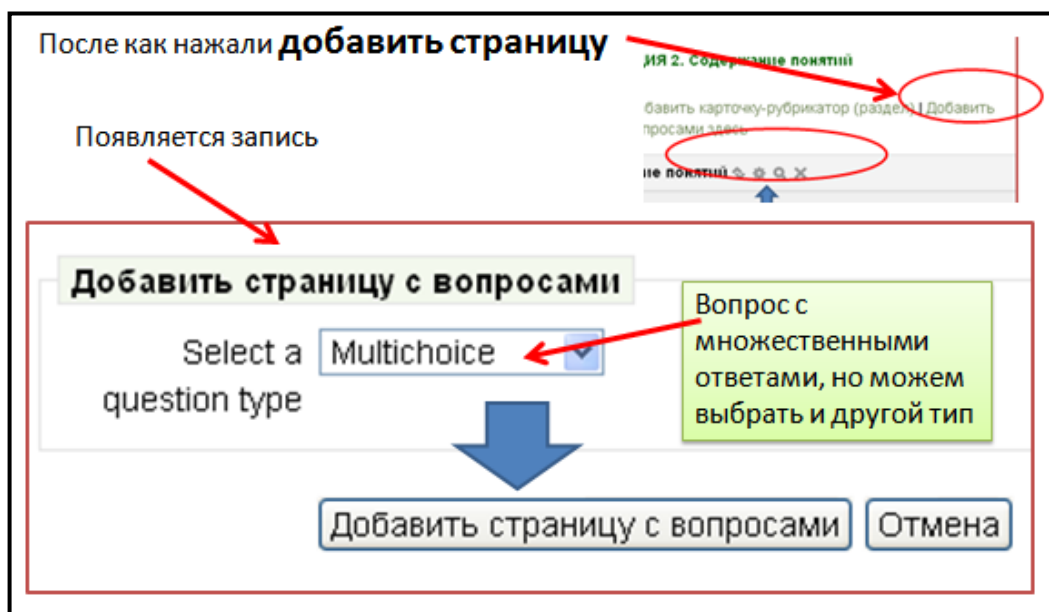 После как нажали добавить страницу
ИЯ 2. Содержание понятий
бавить карточку-рубрикатор (раздел) | Добавить
просами здесь
ие понятий
Появляется запись
Добавить страницу с вопросами
Select a
question type
Multichoice
Вопрос с
множественными
ответами, но можем
выбрать и другой тип
Добавить страницу с вопросами
Отмена